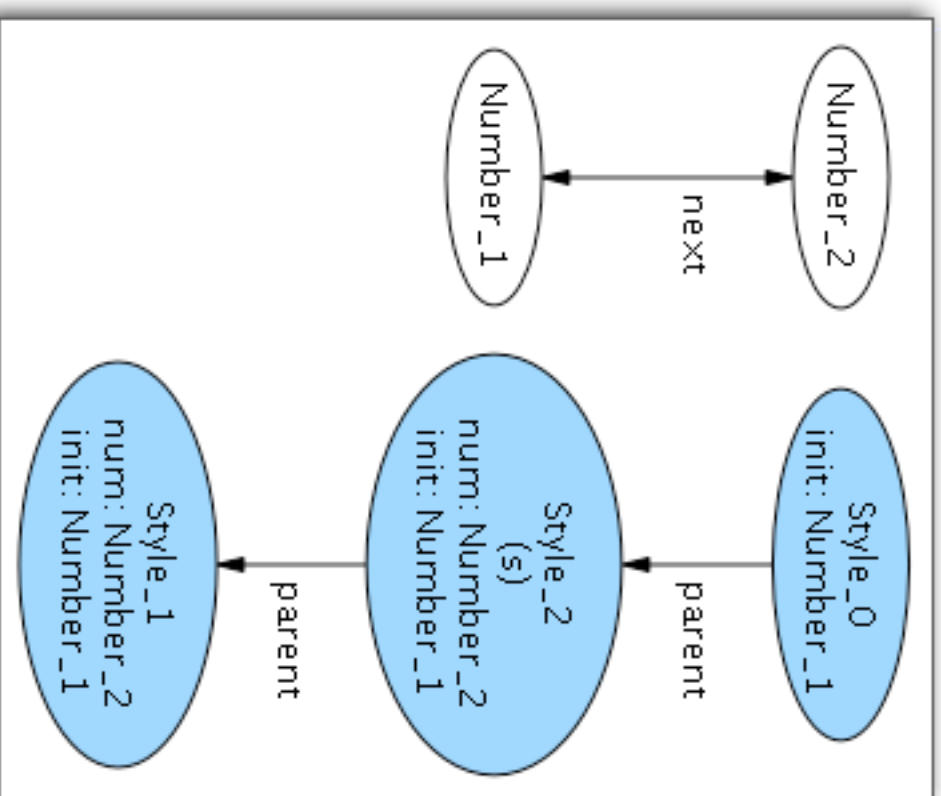 Number_2
next
Number_1
Style_0
init: Number_1
parent
Style_2
(s)
num: Number_2
init: Number_1
parent
Style_1
num: Number_2
init: Number_1